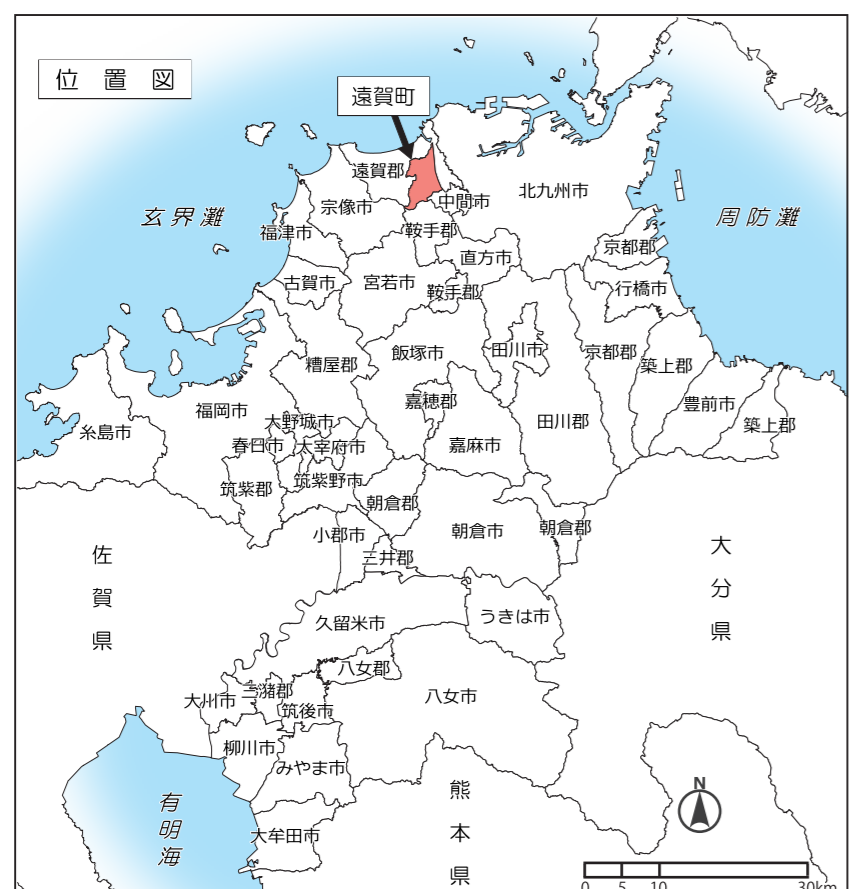 位置図
遠賀町
遠賀郡
中間市
北九州市
宗像市
玄界灘
周防灘
福津市
鞍手郡
直方市
京都郡
古賀市
宮若市
鞍手郡
行橋市
糟屋郡
飯塚市
田川市
京都郡
築上郡
福岡市
嘉穂郡
豊前市
糸島市
大野城市
田川郡
築上郡
春日市
太宰府市
嘉麻市
筑紫郡
筑紫野市
朝倉郡
小郡市
朝倉市
朝倉郡
三井郡
佐賀県
大分県
久留米市
うきは市
八女郡
三潴郡
大州市
筑後市
八女市
柳川市
みやま市
有明海
熊本県
大牟田市
N
0 5 10 30km